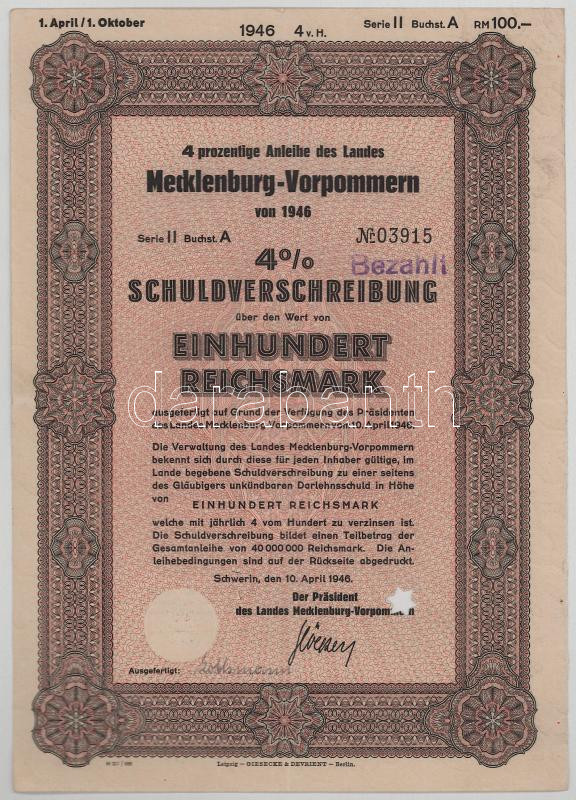 1. April / 1. Oktober
1946 4 v. H.
Serie II Buchst. A RM 100.—
4 prozentige Anleihe des Landes
Mecklenburg-Vorpommern
von 1946
Serie II Buchst. A № 03915
4%
Bezahlt
SCHULDVERSCHREIBUNG
über den Wert von
EINHUNDERT
REICHSMARK
darabanth
ausgefertigt auf Grund der Verfügung des Präsidenten
des Landes Mecklenburg-Vorpommern vom 10. April 1946.
Die Verwaltung des Landes Mecklenburg-Vorpommern
bekennt sich durch diese für jeden Inhaber gültige, im
Lande begebene Schuldverschreibung zu einer seitens
des Gläubigers unkündbaren Darlehnsschuld in Höhe
von
EINHUNDERT REICHSMARK
welche mit jährlich 4 vom Hundert zu verzinsen ist.
Die Schuldverschreibung bildet einen Teilbetrag der
Gesamtanleihe von 40 000 000 Reichsmark. Die An-
leihebedingungen sind auf der Rückseite abgedruckt.
Schwerin, den 10. April 1946.
Der Präsident
des Landes Mecklenburg-Vorpommern
Ausgefertigt:
Leipzig — GIESECKE & DEVRIENT — Berlin.